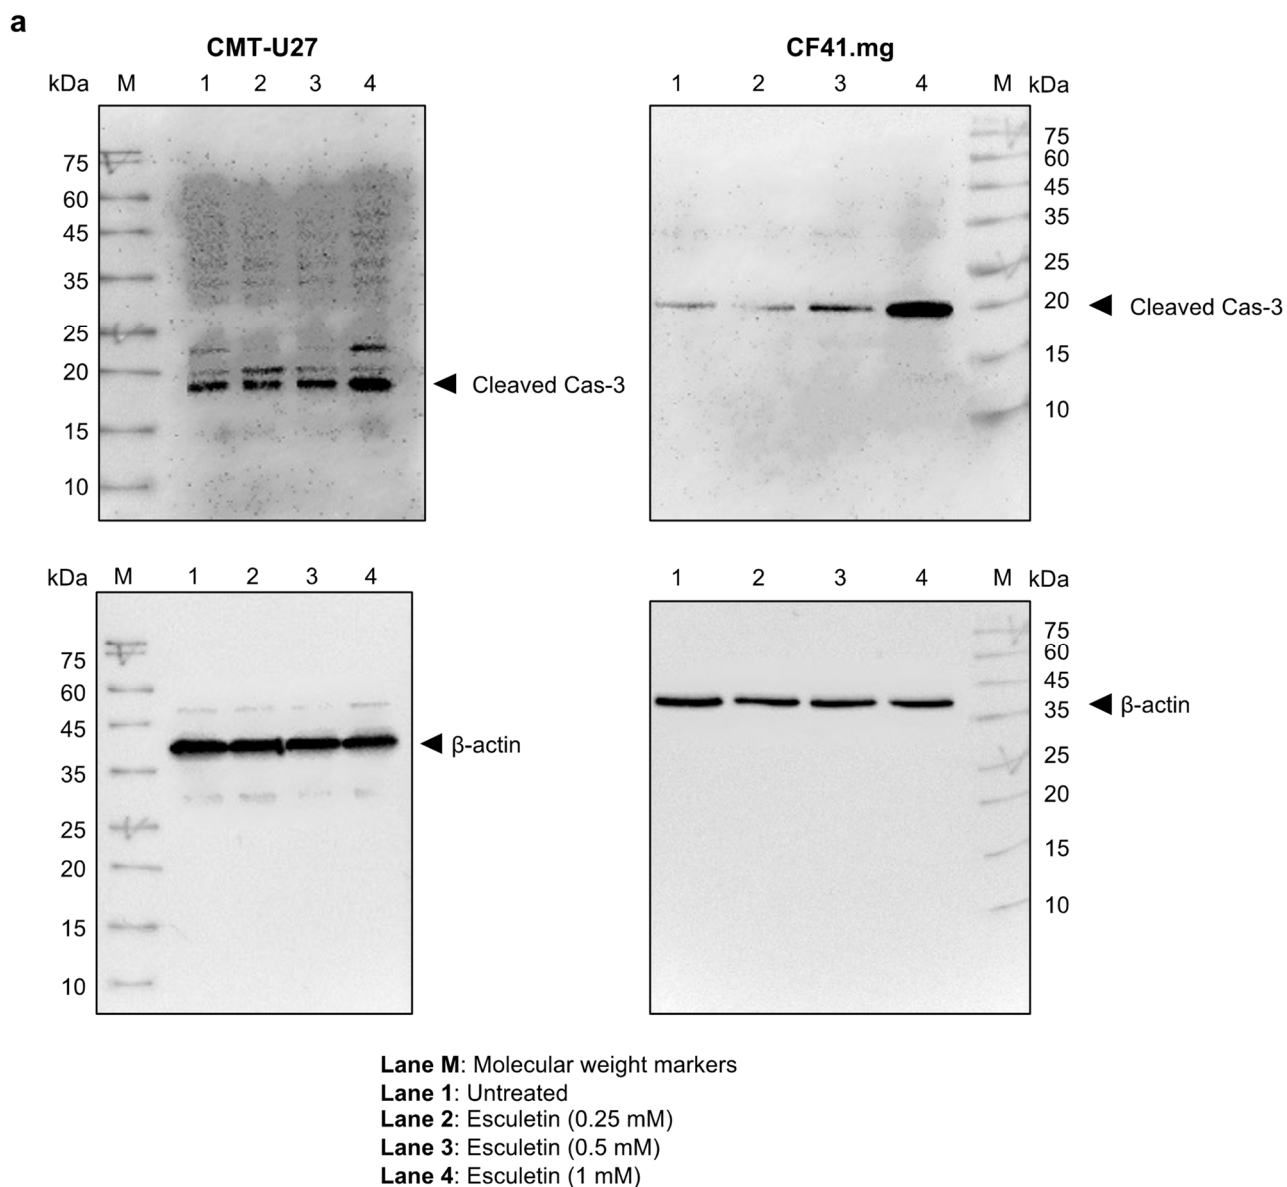 a
CMT-U27
CF41.mg
kDa M 1 2 3 4
1 2 3 4 M kDa
75
60
45
35
25
20
15
10
Cleaved Cas-3
75
60
45
35
25
20
15
10
Cleaved Cas-3
kDa M 1 2 3 4
1 2 3 4 M kDa
75
60
45
35
25
20
15
10
β-actin
75
60
45
35
25
20
15
10
β-actin
Lane M: Molecular weight markers
Lane 1: Untreated
Lane 2: Esculetin (0.25 mM)
Lane 3: Esculetin (0.5 mM)
Lane 4: Esculetin (1 mM)